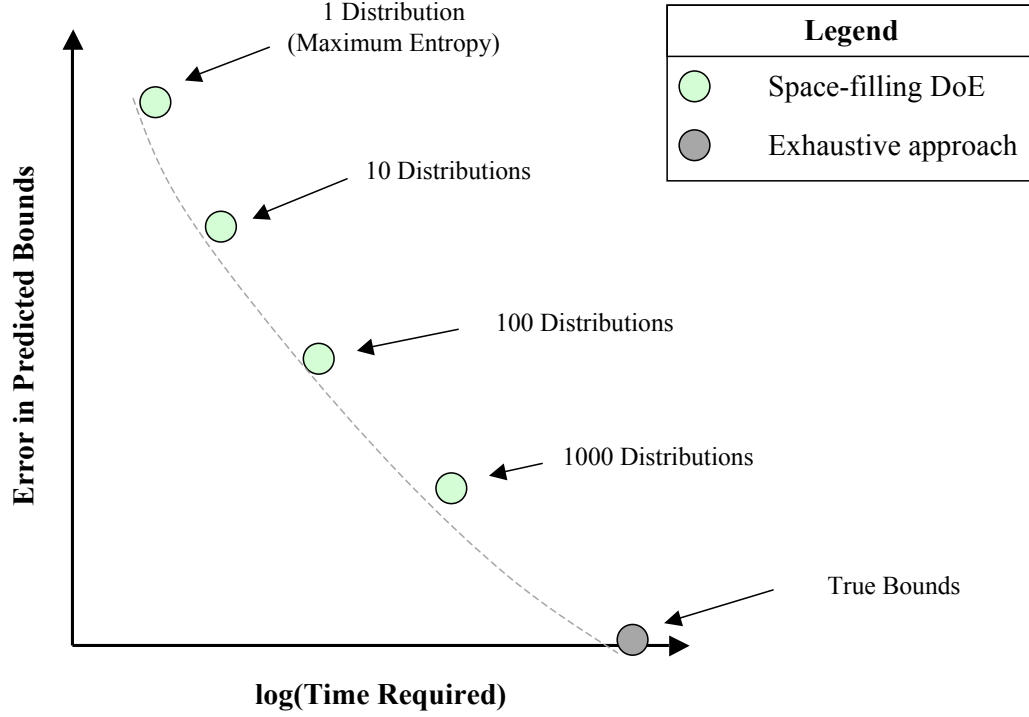 1 Distribution
(Maximum Entropy)
Legend
Space-filling DoE
Exhaustive approach
10 Distributions
100 Distributions
1000 Distributions
True Bounds
Error in Predicted Bounds
log(Time Required)